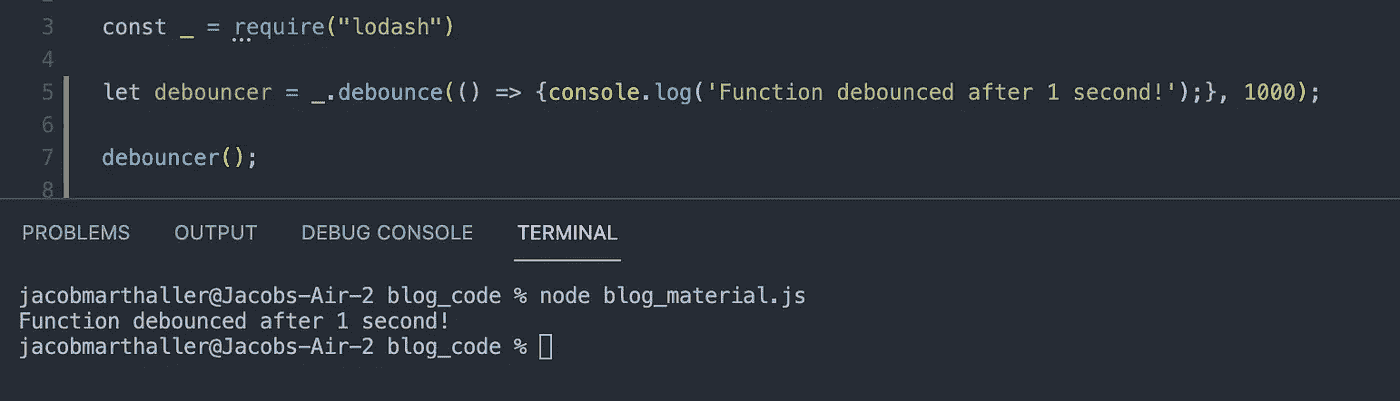 3 const _ = require("lodash")
4
5 let debouncer = _.debounce(() => {console.log('Function debounced after 1 second!');}, 1000);
6
7 debouncer();
8
PROBLEMS OUTPUT DEBUG CONSOLE TERMINAL
jacobmarthaller@Jacobs-Air-2 blog_code % node blog_material.js
Function debounced after 1 second!
jacobmarthaller@Jacobs-Air-2 blog_code %